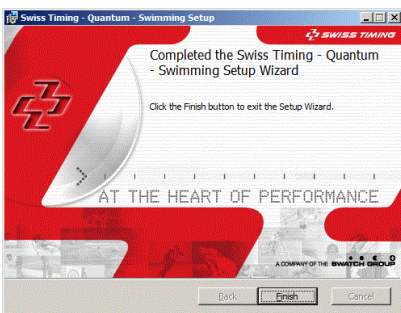 Swiss Timing - Quantum - Swimming Setup
SWISS TIMING
Completed the Swiss Timing - Quantum
- Swimming Setup Wizard
Click the Finish button to exit the Setup Wizard.
AT THE HEART OF PERFORMANCE
A COMPANY OF THE SWATCH GROUP
Back
Finish
Cancel